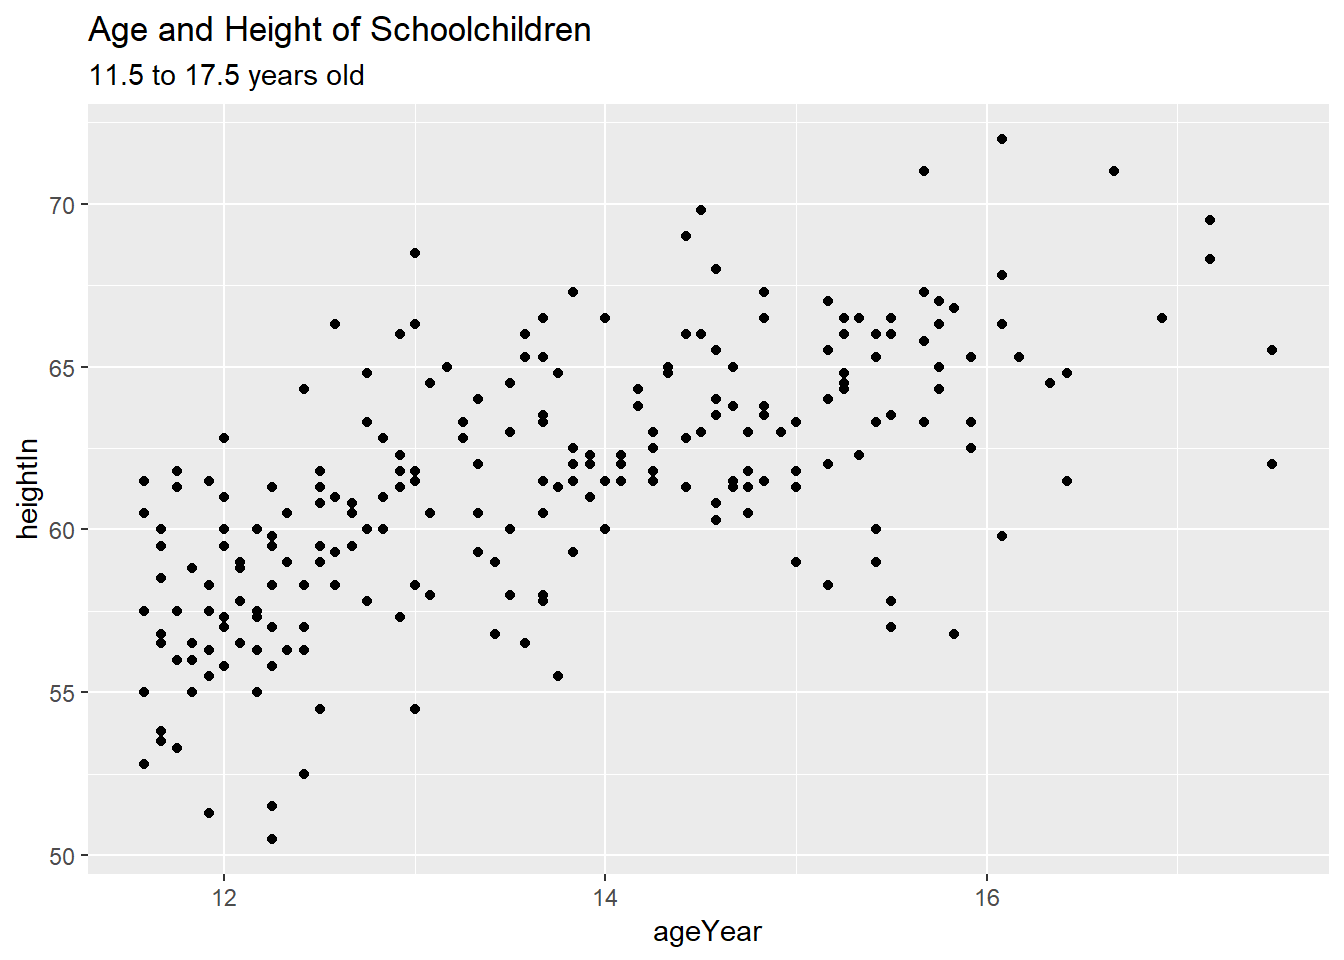 Age and Height of Schoolchildren
11.5 to 17.5 years old
70
65
60
55
50
heightIn
12 14 16
ageYear